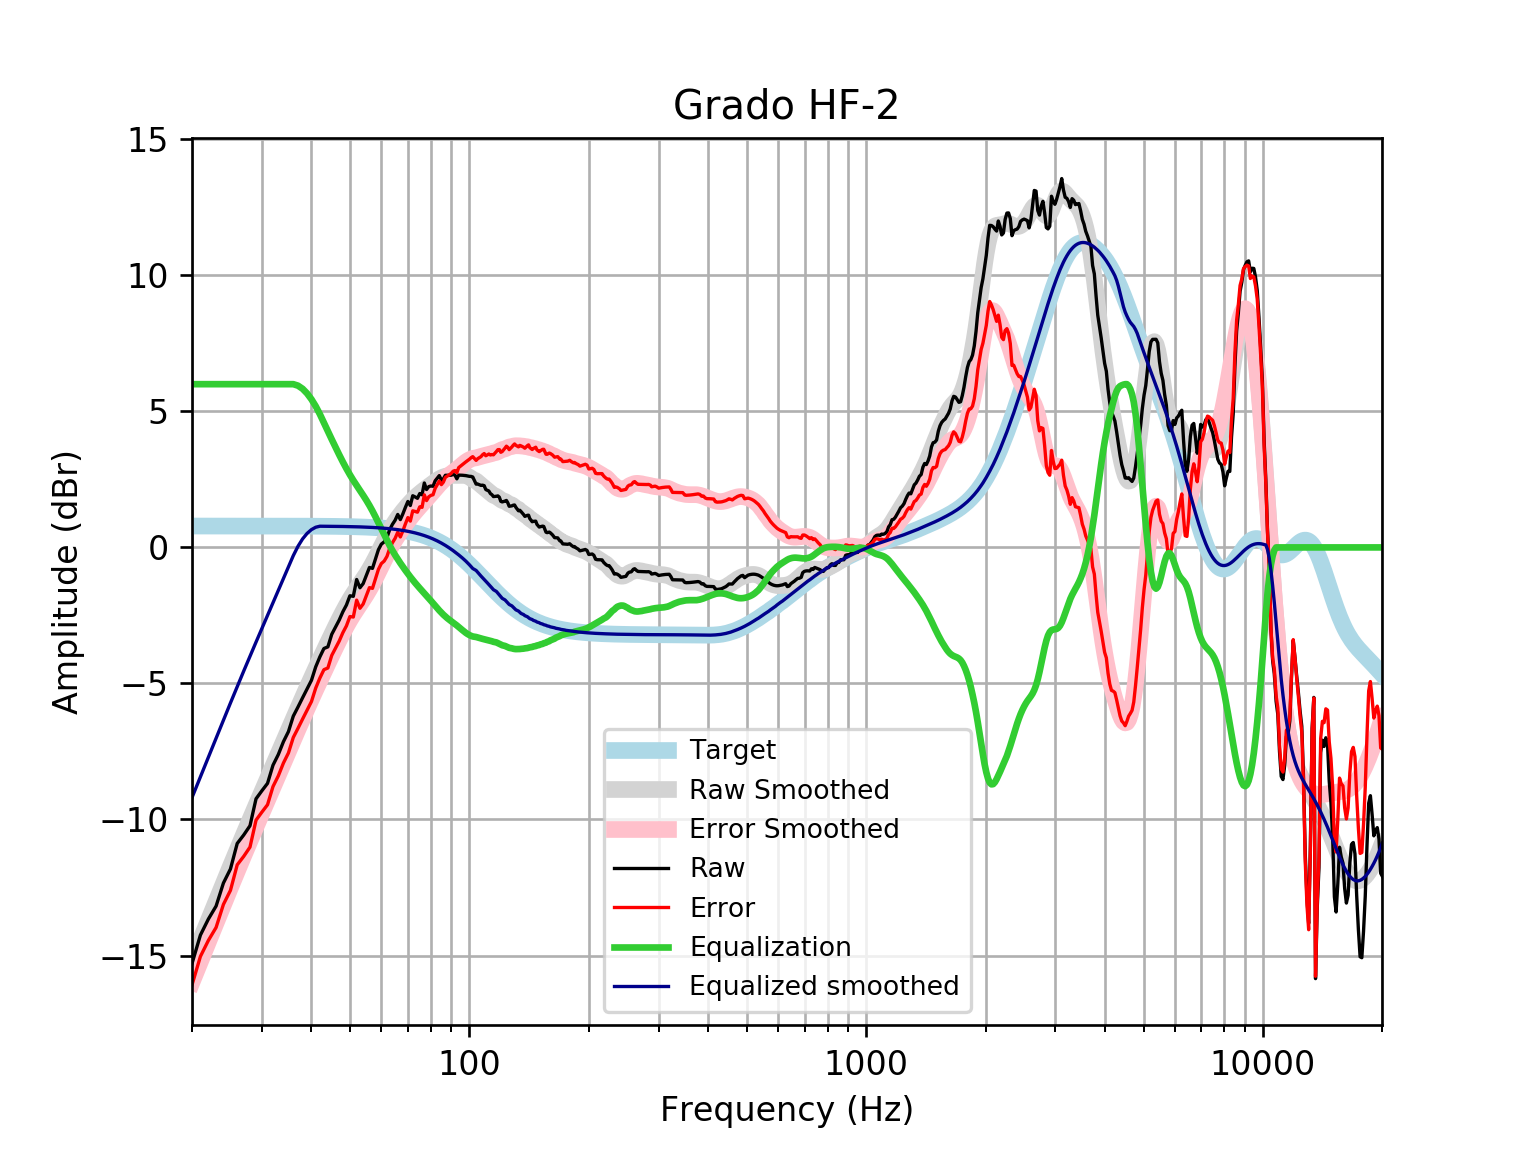 Grado HF-2
15
10
5
0
−5
−10
−15
Amplitude (dBr)
Target
Raw Smoothed
Error Smoothed
Raw
Error
Equalization
Equalized smoothed
100
1000
10000
Frequency (Hz)